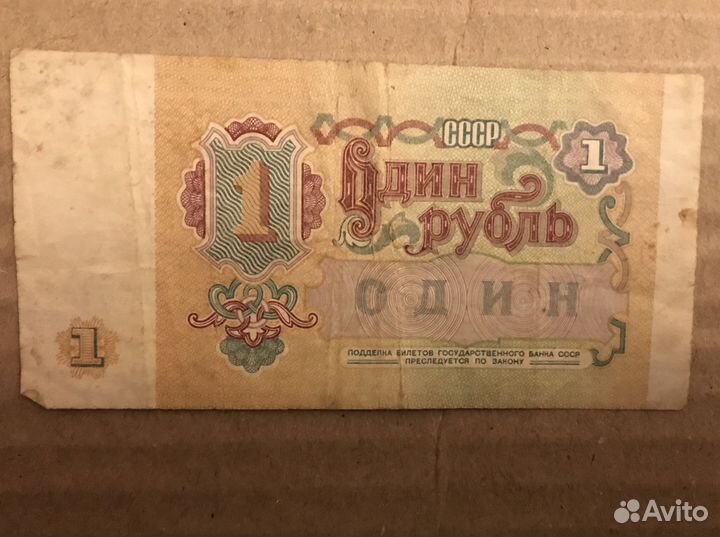 СССР
1
1
Один
рубль
ОДИН
1
ПОДДЕЛКА БИЛЕТОВ ГОСУДАРСТВЕННОГО БАНКА СССР
ПРЕСЛЕДУЕТСЯ ПО ЗАКОНУ
Avito